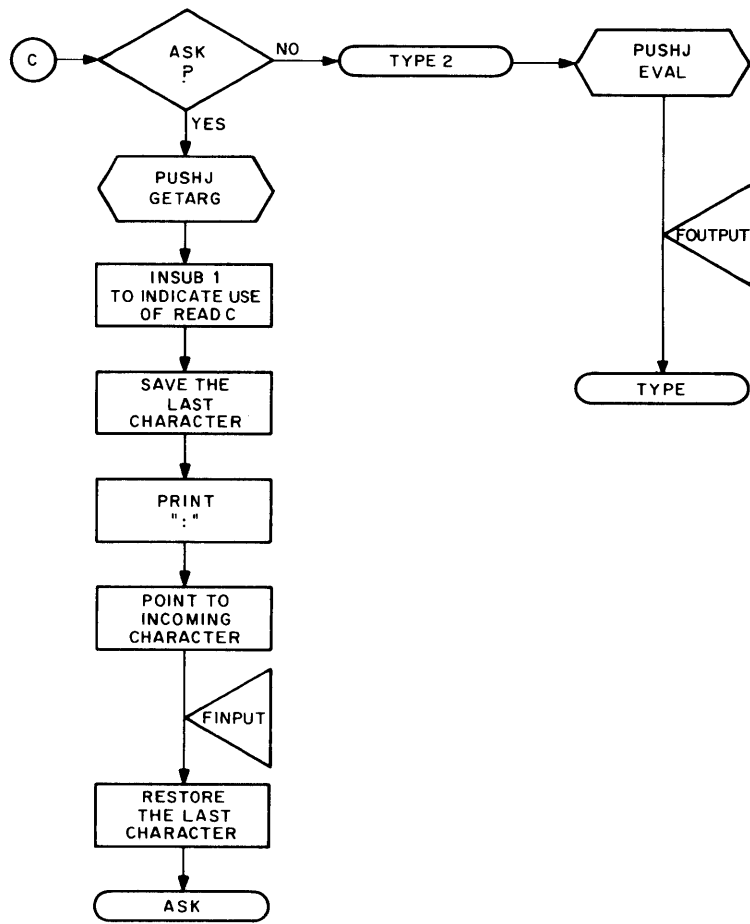 C
ASK
?
NO
TYPE 2
PUSHJ
EVAL
YES
PUSHJ
GETARG
FOUTPUT
INSUB 1
TO INDICATE USE
OF READ C
SAVE THE
LAST
CHARACTER
TYPE
PRINT
":"
POINT TO
INCOMING
CHARACTER
FINPUT
RESTORE
THE LAST
CHARACTER
ASK